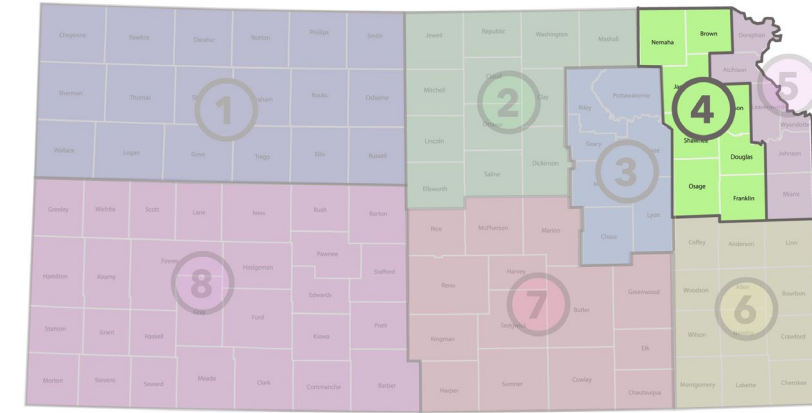 Cheyenne Rawlins Decatur Norton Phillips Smith Jewell Republic Washington Marshall Nemaha Brown Doniphan
Atchison
Sherman Thomas Rooks Osborne Mitchell Cloud Clay Riley Pottawatomie
1 2 4 5
Lincoln Ottawa Geary Shawnee Douglas Wyandotte Johnson
Wallace Logan Gove Trego Ellis Russell Saline Dickinson 3
Ellsworth Osage Franklin Miami
Greeley Wichita Scott Lane Ness Rush Barton Rice McPherson Marion Chase Lyon
Pawnee Coffey Anderson Linn
Hamilton Kearny Finney Hodgeman Stafford Reno Harvey
8 Edwards 7 Butler Greenwood Woodson Allen Bourbon
Gray Ford Sedgwick 6
Stanton Grant Haskell Kiowa Pratt Kingman Elk Wilson Neosho Crawford
Morton Stevens Seward Meade Clark Comanche Barber Harper Sumner Cowley Chautauqua Montgomery Labette Cherokee